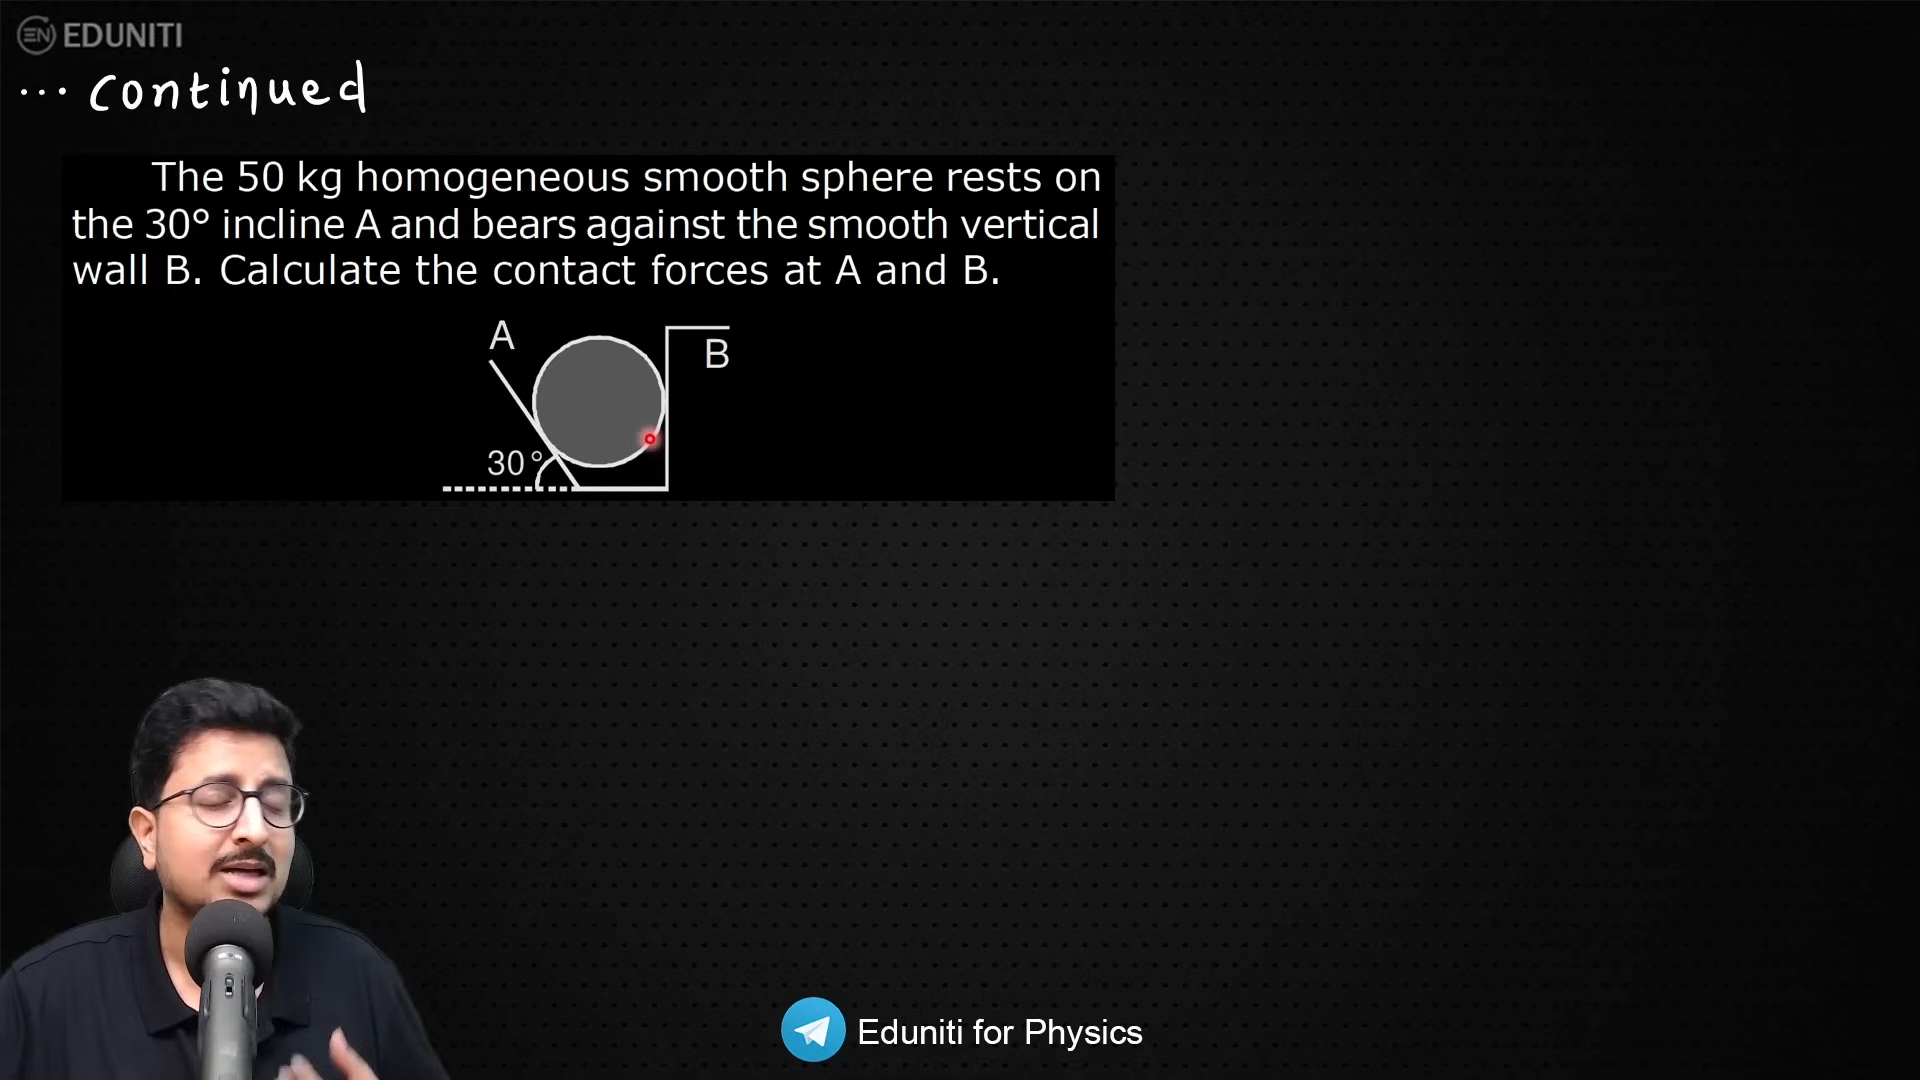 EN EDUNITI
... continued
The 50 kg homogeneous smooth sphere rests on
the 30° incline A and bears against the smooth vertical
wall B. Calculate the contact forces at A and B.
A
B
30°
Eduniti for Physics